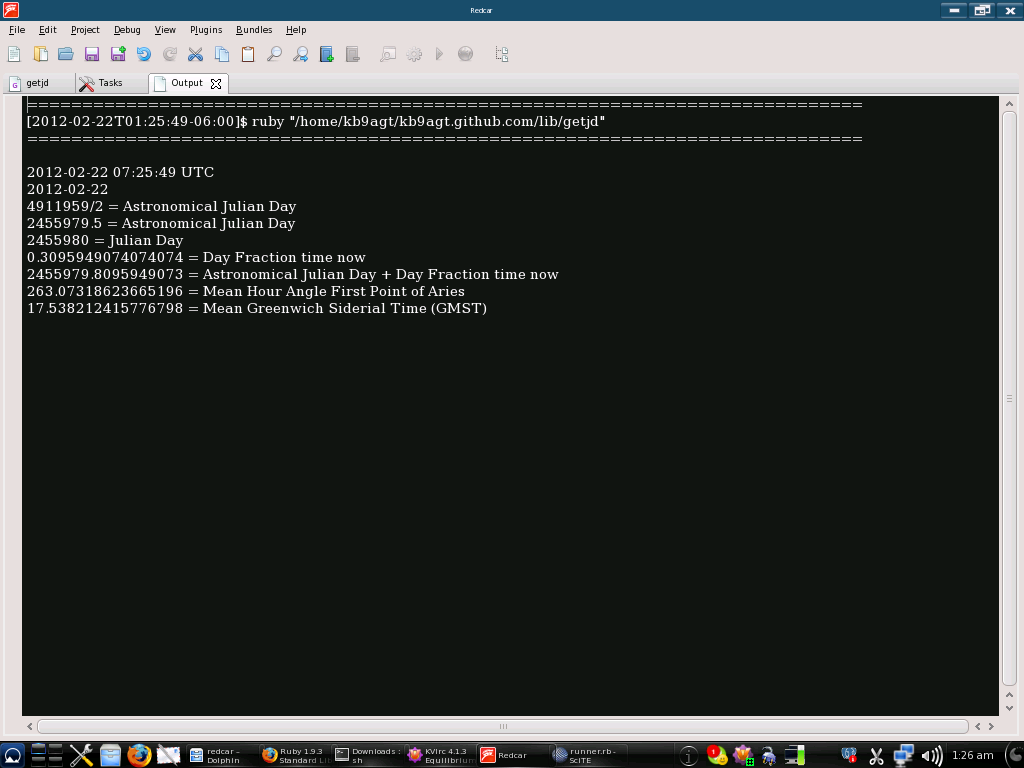 Redcar
File Edit Project Debug View Plugins Bundles Help
getjd Tasks Output
===========================================================================
[2012-02-22T01:25:49-06:00]$ ruby "/home/kb9agt/kb9agt.github.com/lib/getjd"
===========================================================================
2012-02-22 07:25:49 UTC
2012-02-22
4911959/2 = Astronomical Julian Day
2455979.5 = Astronomical Julian Day
2455980 = Julian Day
0.3095949074074074 = Day Fraction time now
2455979.8095949073 = Astronomical Julian Day + Day Fraction time now
263.07318623665196 = Mean Hour Angle First Point of Aries
17.538212415776798 = Mean Greenwich Siderial Time (GMST)
redcar – Dolphin
Ruby 1.9.3 Standard Li
Downloads : sh
KVIrc 4.1.3 Equilibrium
Redcar
runner.rb - SciTE
1:26 am